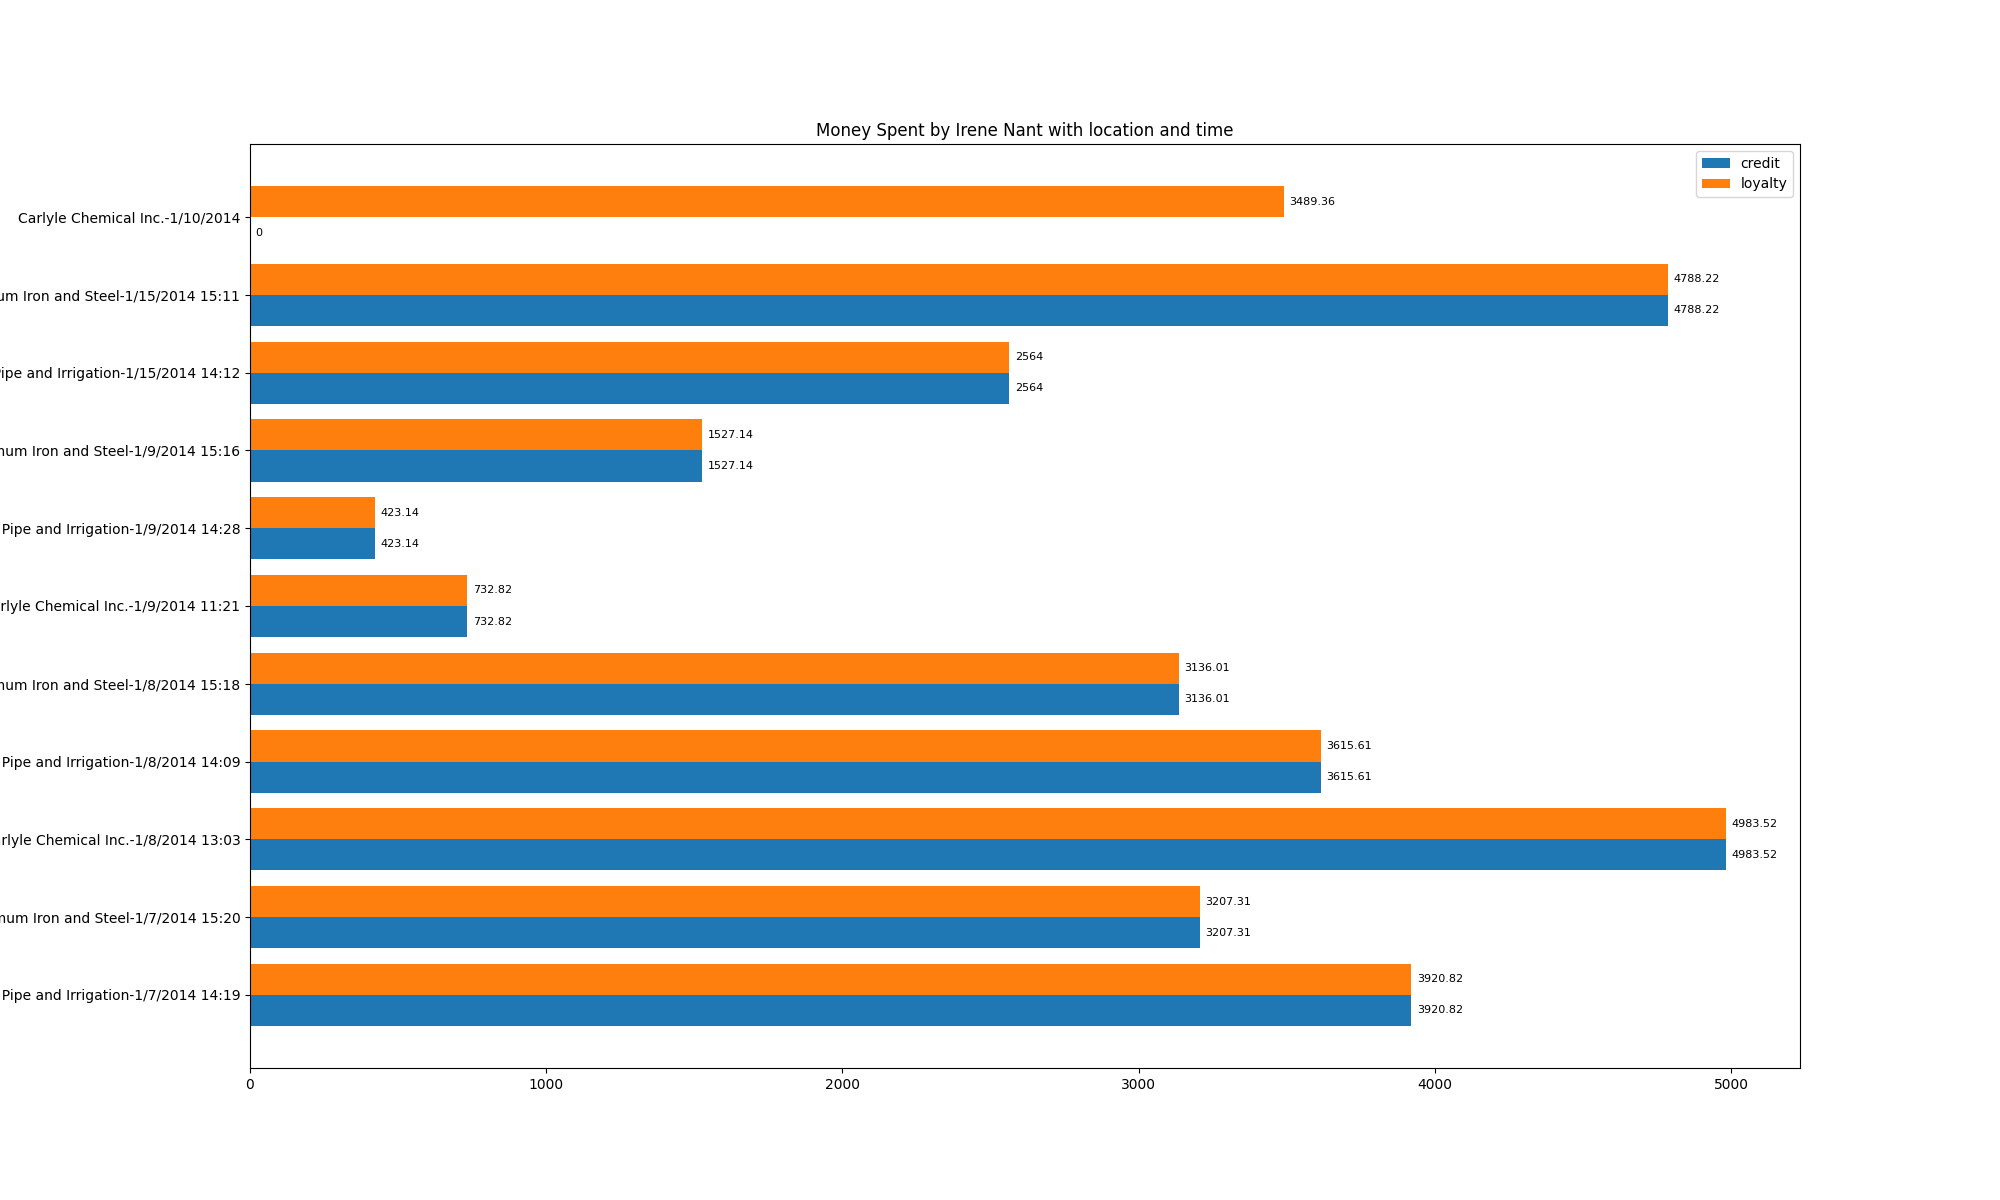 Money Spent by Irene Nant with location and time
credit
loyalty
Carlyle Chemical Inc.-1/10/2014
3489.36
0
Iron and Steel-1/15/2014 15:11
4788.22
4788.22
and Irrigation-1/15/2014 14:12
2564
2564
Iron and Steel-1/9/2014 15:16
1527.14
1527.14
Pipe and Irrigation-1/9/2014 14:28
423.14
423.14
Chemical Inc.-1/9/2014 11:21
732.82
732.82
Iron and Steel-1/8/2014 15:18
3136.01
3136.01
Pipe and Irrigation-1/8/2014 14:09
3615.61
3615.61
Chemical Inc.-1/8/2014 13:03
4983.52
4983.52
Iron and Steel-1/7/2014 15:20
3207.31
3207.31
Pipe and Irrigation-1/7/2014 14:19
3920.82
3920.82
0 1000 2000 3000 4000 5000